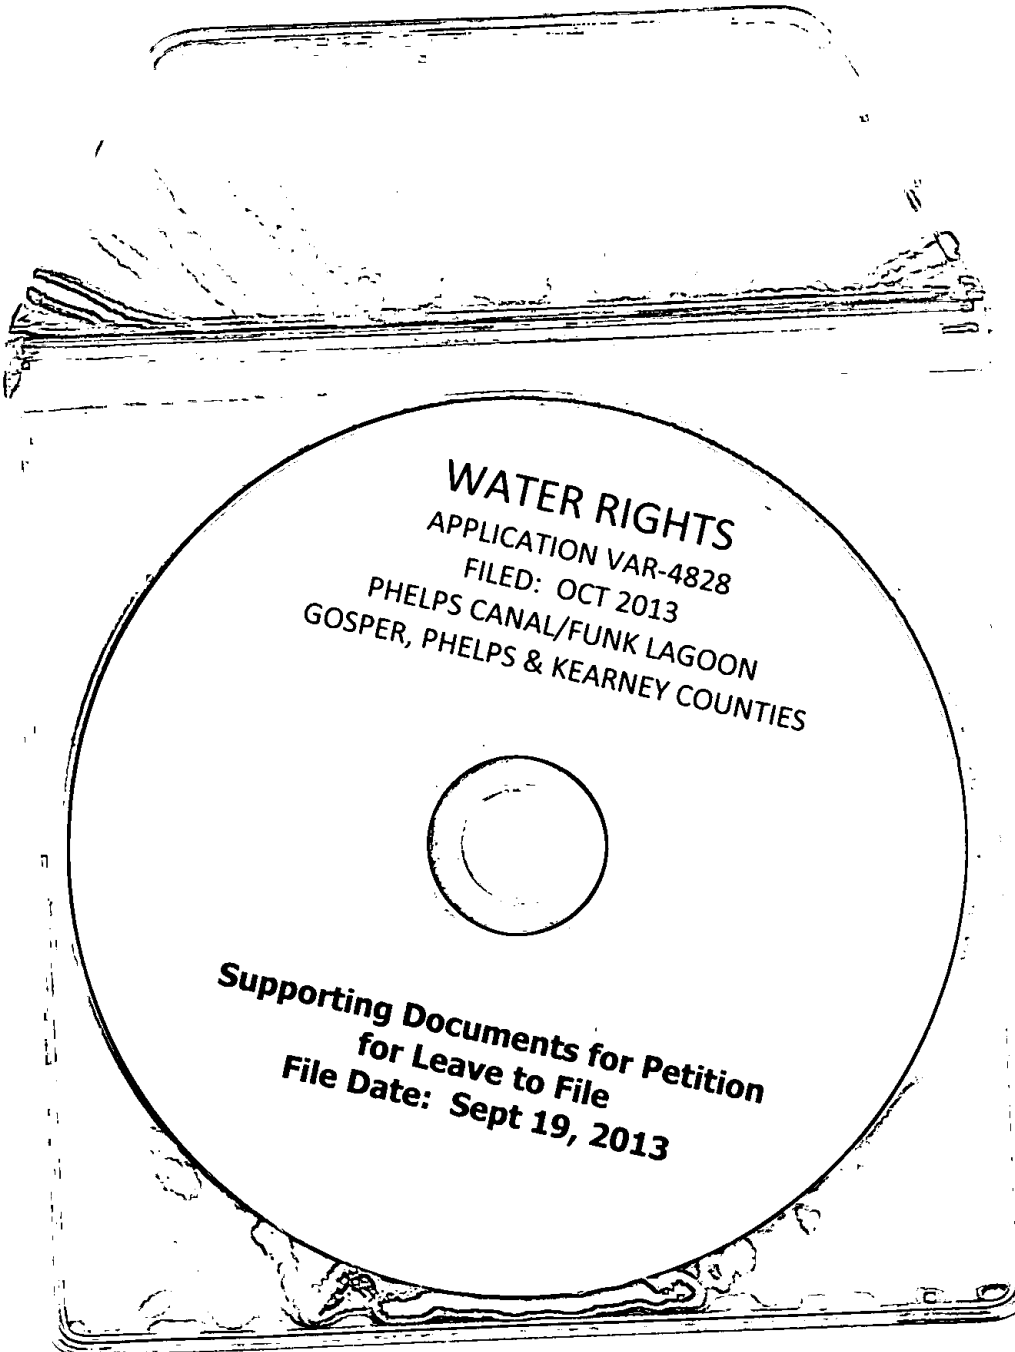 WATER RIGHTS
APPLICATION VAR-4828
FILED: OCT 2013
PHELPS CANAL/FUNK LAGOON
GOSPER, PHELPS & KEARNEY COUNTIES
Supporting Documents for Petition
for Leave to File
File Date: Sept 19, 2013